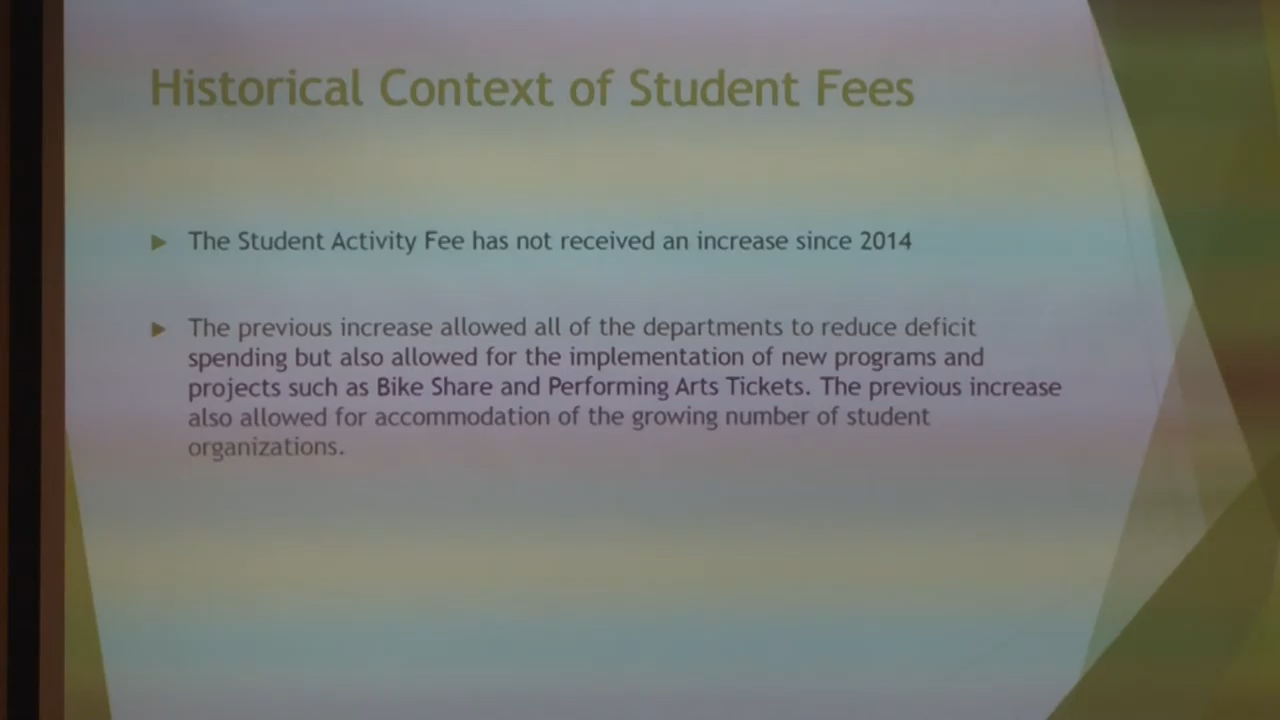 Historical Context of Student Fees
The Student Activity Fee has not received an increase since 2014
The previous increase allowed all of the departments to reduce deficit
spending but also allowed for the implementation of new programs and
projects such as Bike Share and Performing Arts Tickets. The previous increase
also allowed for accommodation of the growing number of student
organizations.